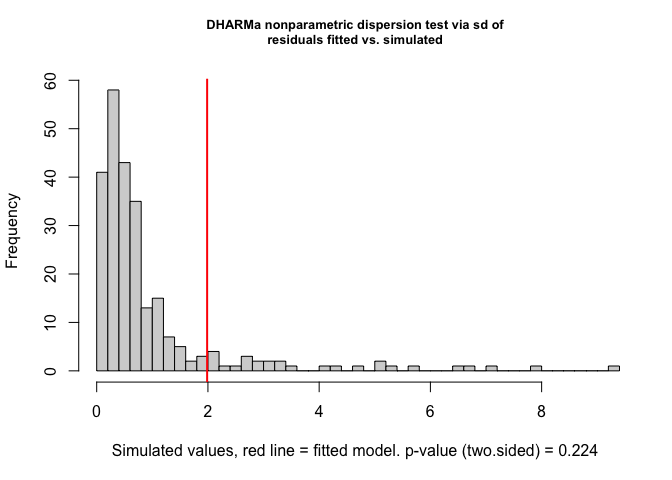 DHARMa nonparametric dispersion test via sd of
residuals fitted vs. simulated
60
50
40
30
20
10
0
Frequency
0 2 4 6 8
Simulated values, red line = fitted model. p-value (two.sided) = 0.224